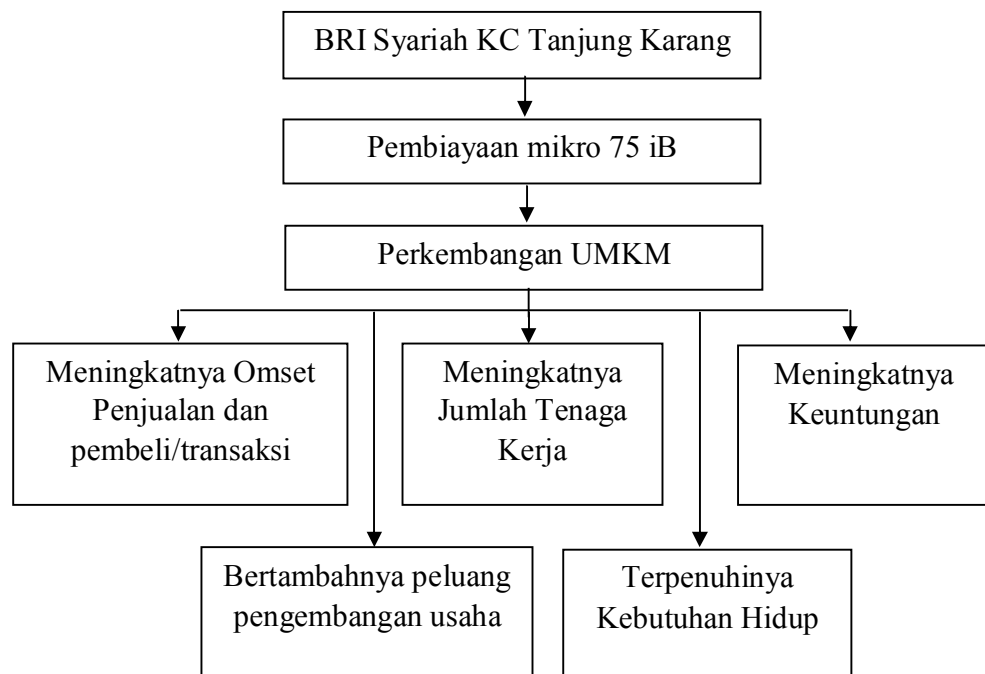 BRI Syariah KC Tanjung Karang
Pembiayaan mikro 75 iB
Perkembangan UMKM
Meningkatnya Omset
Penjualan dan
pembeli/transaksi
Meningkatnya
Jumlah Tenaga
Kerja
Meningkatnya
Keuntungan
Bertambahnya peluang
pengembangan usaha
Terpenuhinya
Kebutuhan Hidup